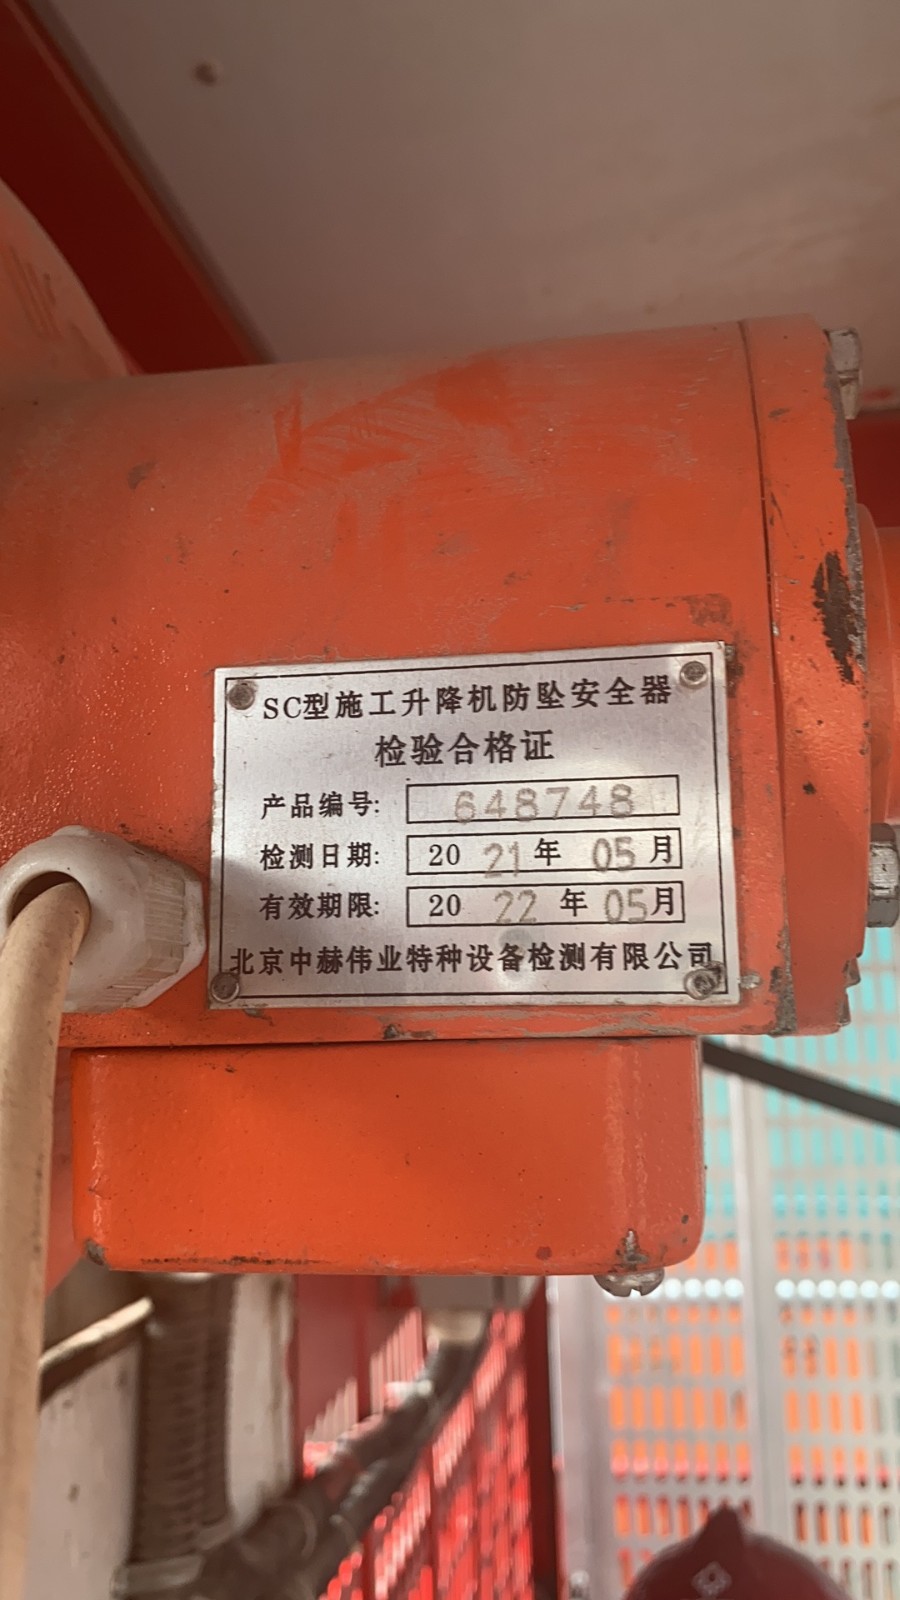 SC型施工升降机防坠安全器
检验合格证
产品编号: 648748
检测日期: 2021年05月
有效期限: 2022年05月
北京中赫伟业特种设备检测有限公司